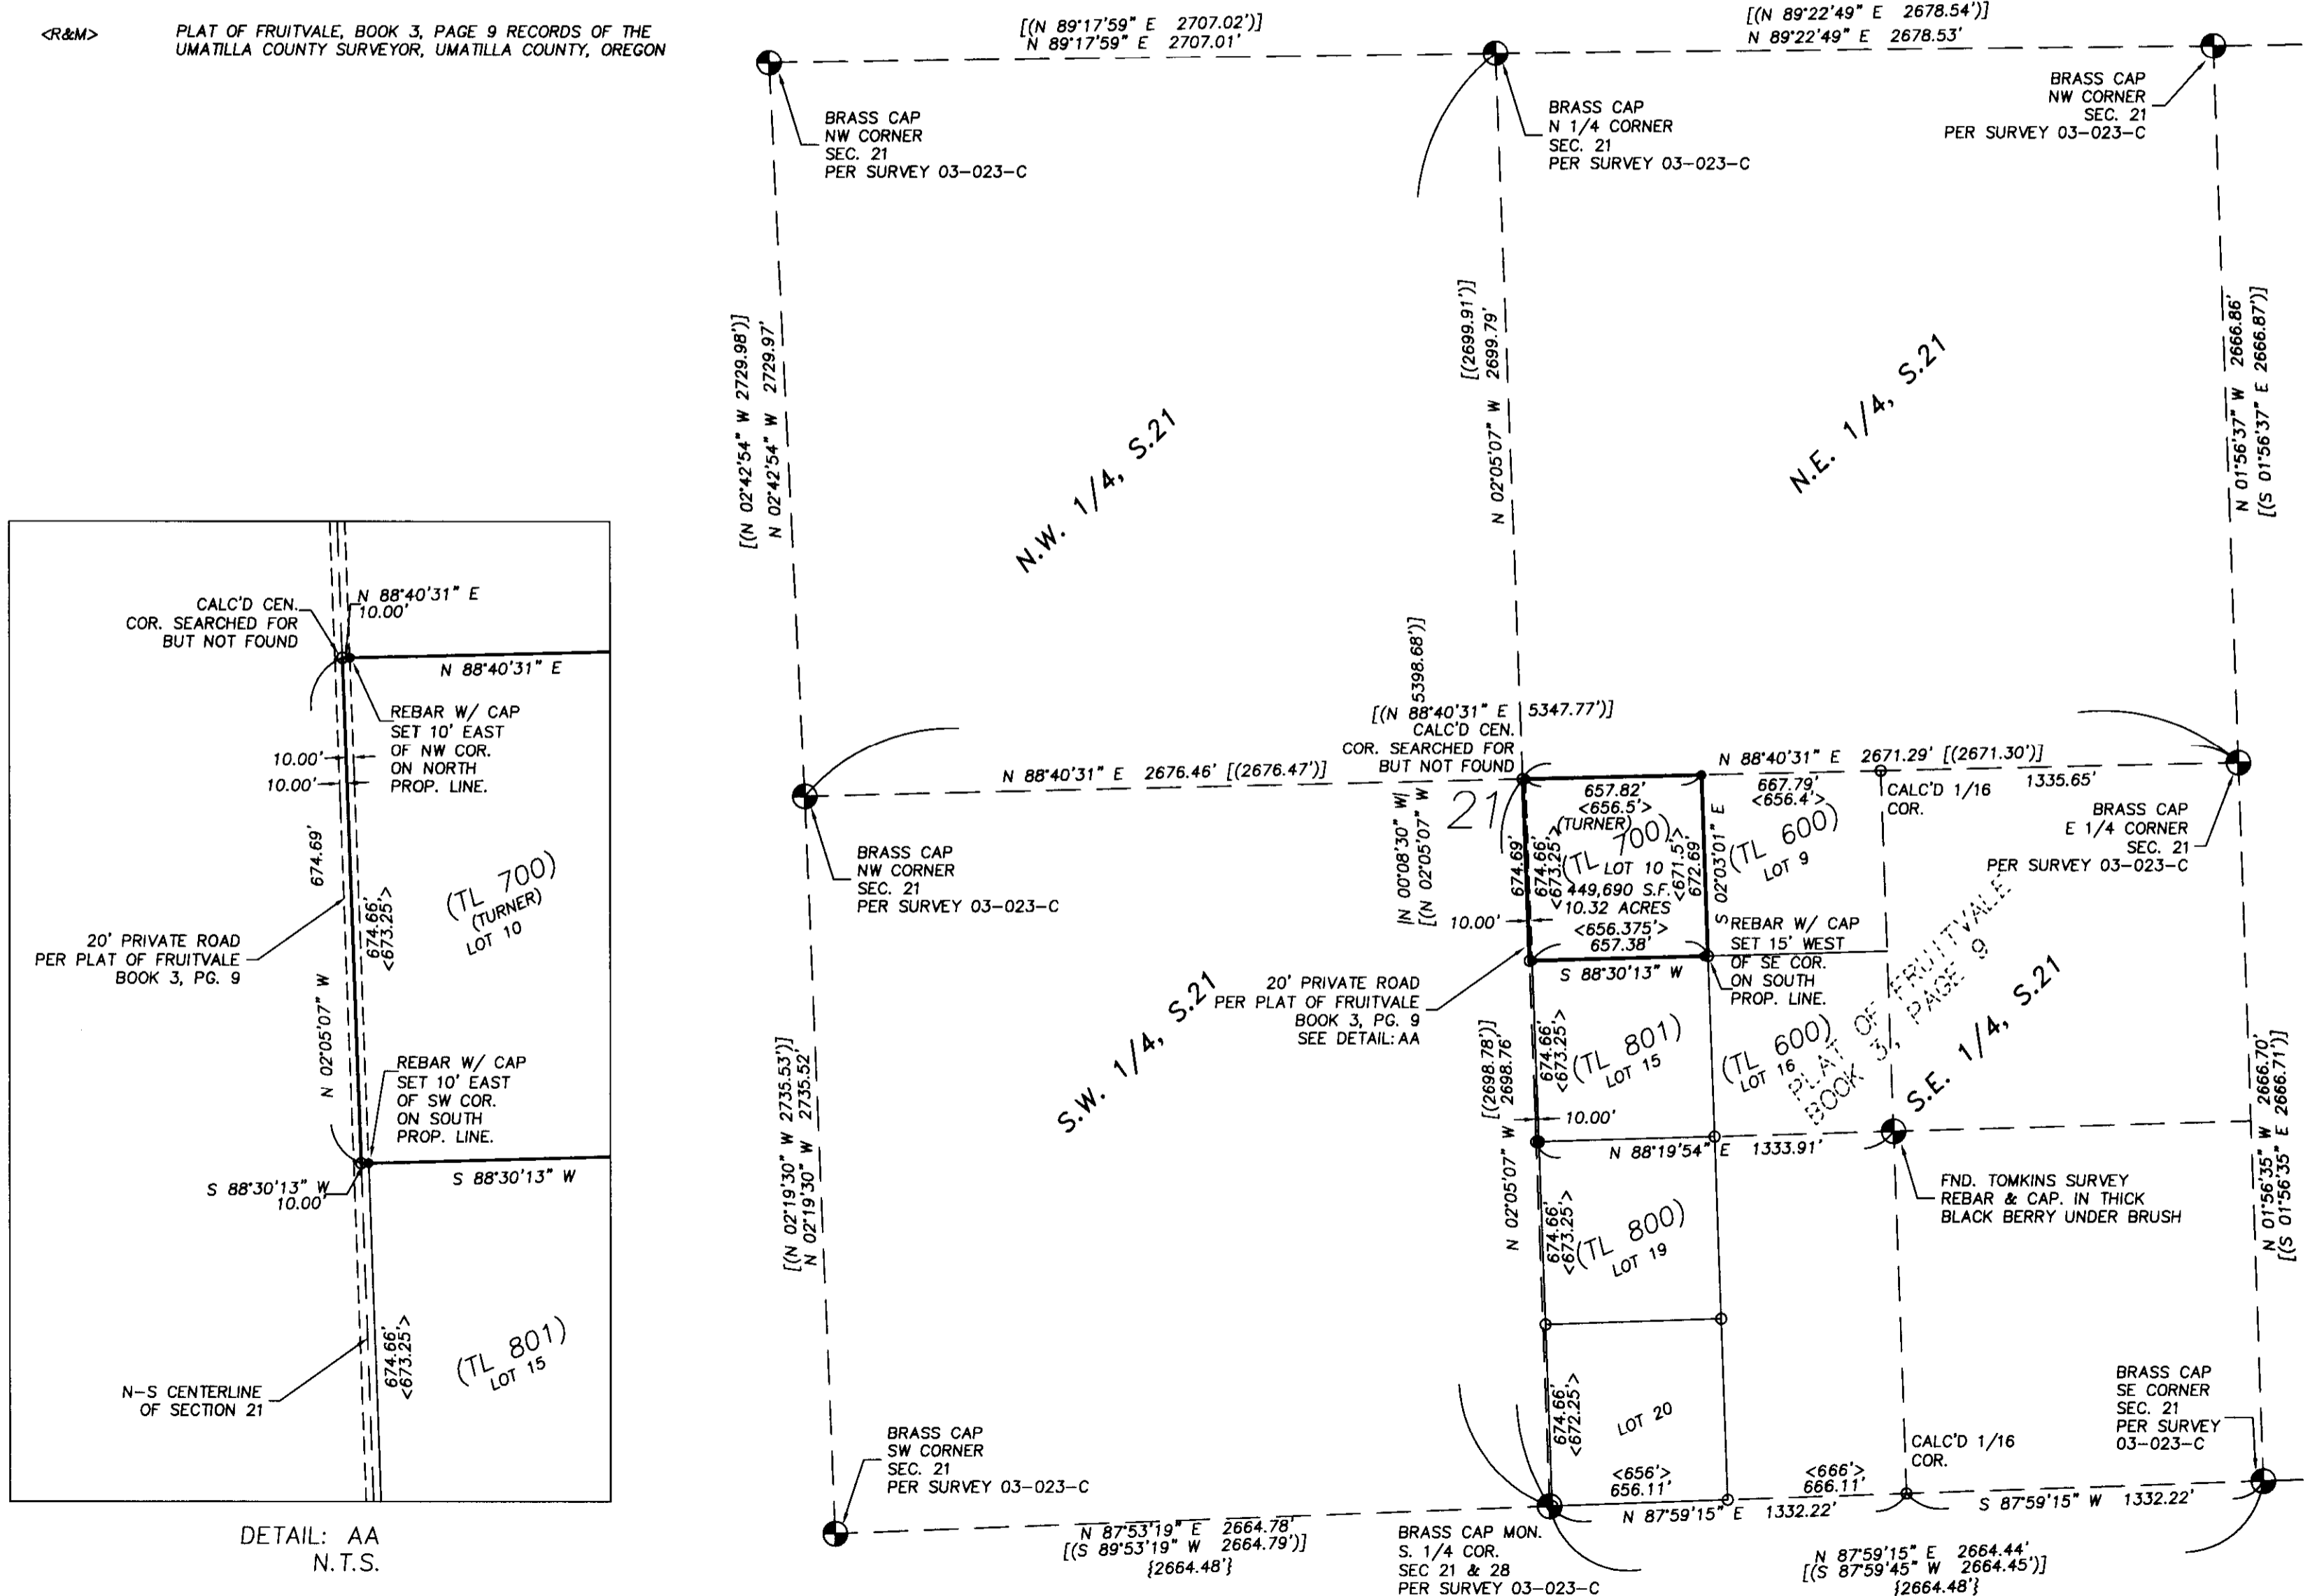 <R&M>
PLAT OF FRUITVALE, BOOK 3, PAGE 9 RECORDS OF THE
UMATILLA COUNTY SURVEYOR, UMATILLA COUNTY, OREGON
[(N 89°17'59" E 2707.02')]
N 89°17'59" E 2707.01'
[(N 89°22'49" E 2678.54')]
N 89°22'49" E 2678.53'
BRASS CAP
NW CORNER
SEC. 21
PER SURVEY 03-023-C
BRASS CAP
N 1/4 CORNER
SEC. 21
PER SURVEY 03-023-C
BRASS CAP
NW CORNER
SEC. 21
PER SURVEY 03-023-C
[(N 02°42'54" W 2729.98')]
N 02°42'54" W 2729.97'
[(2699.91')]
N 02°05'07" W 2699.79'
N 01°56'37" W 2666.86'
[(S 01°56'37" E 2666.87')]
N.W. 1/4, S.21
N.E. 1/4, S.21
|N 00°08'30" W| 5398.68')]
[(N 02°05'07" W
[(N 88°40'31" E 5347.77')]
CALC'D CEN.
COR. SEARCHED FOR
BUT NOT FOUND
N 88°40'31" E 2676.46' [(2676.47')]
N 88°40'31" E 2671.29' [(2671.30')]
1335.65'
21
657.82'
<656.5'>
(TURNER)
(TL 700)
LOT 10
449,690 S.F.
10.32 ACRES
<656.375'>
657.38'
674.69'
674.66'
<673.25'>
<671.5'>
672.69'
S 02°03'01" E
10.00'
S 88°30'13" W
667.79'
<656.4'>
(TL 600)
LOT 9
CALC'D 1/16
COR.
BRASS CAP
E 1/4 CORNER
SEC. 21
PER SURVEY 03-023-C
BRASS CAP
NW CORNER
SEC. 21
PER SURVEY 03-023-C
REBAR W/ CAP
SET 15' WEST
OF SE COR.
ON SOUTH
PROP. LINE.
20' PRIVATE ROAD
PER PLAT OF FRUITVALE
BOOK 3, PG. 9
SEE DETAIL: AA
PLAT OF FRUITVALE
BOOK 3, PAGE 9
S.W. 1/4, S.21
S.E. 1/4, S.21
[(N 02°19'30" W 2735.53')]
N 02°19'30" W 2735.52'
[(2698.78')]
N 02°05'07" W 2698.76'
674.66'
<673.25'>
(TL 801)
LOT 15
(TL 600)
LOT 16
10.00'
N 88°19'54" E 1333.91'
FND. TOMKINS SURVEY
REBAR & CAP. IN THICK
BLACK BERRY UNDER BRUSH
N 01°56'35" W 2666.70'
[(S 01°56'35" E 2666.71')]
674.66'
<673.25'>
(TL 800)
LOT 19
674.66'
<672.25'>
LOT 20
<656'>
656.11'
<666'>
666.11'
CALC'D 1/16
COR.
BRASS CAP
SE CORNER
SEC. 21
PER SURVEY
03-023-C
BRASS CAP
SW CORNER
SEC. 21
PER SURVEY 03-023-C
N 87°53'19" E 2664.78'
[(S 89°53'19" W 2664.79')]
{2664.48'}
BRASS CAP MON.
S. 1/4 COR.
SEC 21 & 28
PER SURVEY 03-023-C
N 87°59'15" E 1332.22'
S 87°59'15" W 1332.22'
N 87°59'15" E 2664.44'
[(S 87°59'45" W 2664.45')]
{2664.48'}
CALC'D CEN.
COR. SEARCHED FOR
BUT NOT FOUND
N 88°40'31" E
10.00'
N 88°40'31" E
REBAR W/ CAP
SET 10' EAST
OF NW COR.
ON NORTH
PROP. LINE.
10.00'
10.00'
674.69'
674.66'
<673.25'>
(TL 700)
(TURNER)
LOT 10
20' PRIVATE ROAD
PER PLAT OF FRUITVALE
BOOK 3, PG. 9
N 02°05'07" W
REBAR W/ CAP
SET 10' EAST
OF SW COR.
ON SOUTH
PROP. LINE.
S 88°30'13" W
10.00'
S 88°30'13" W
674.66'
<673.25'>
(TL 801)
LOT 15
N-S CENTERLINE
OF SECTION 21
DETAIL: AA
N.T.S.